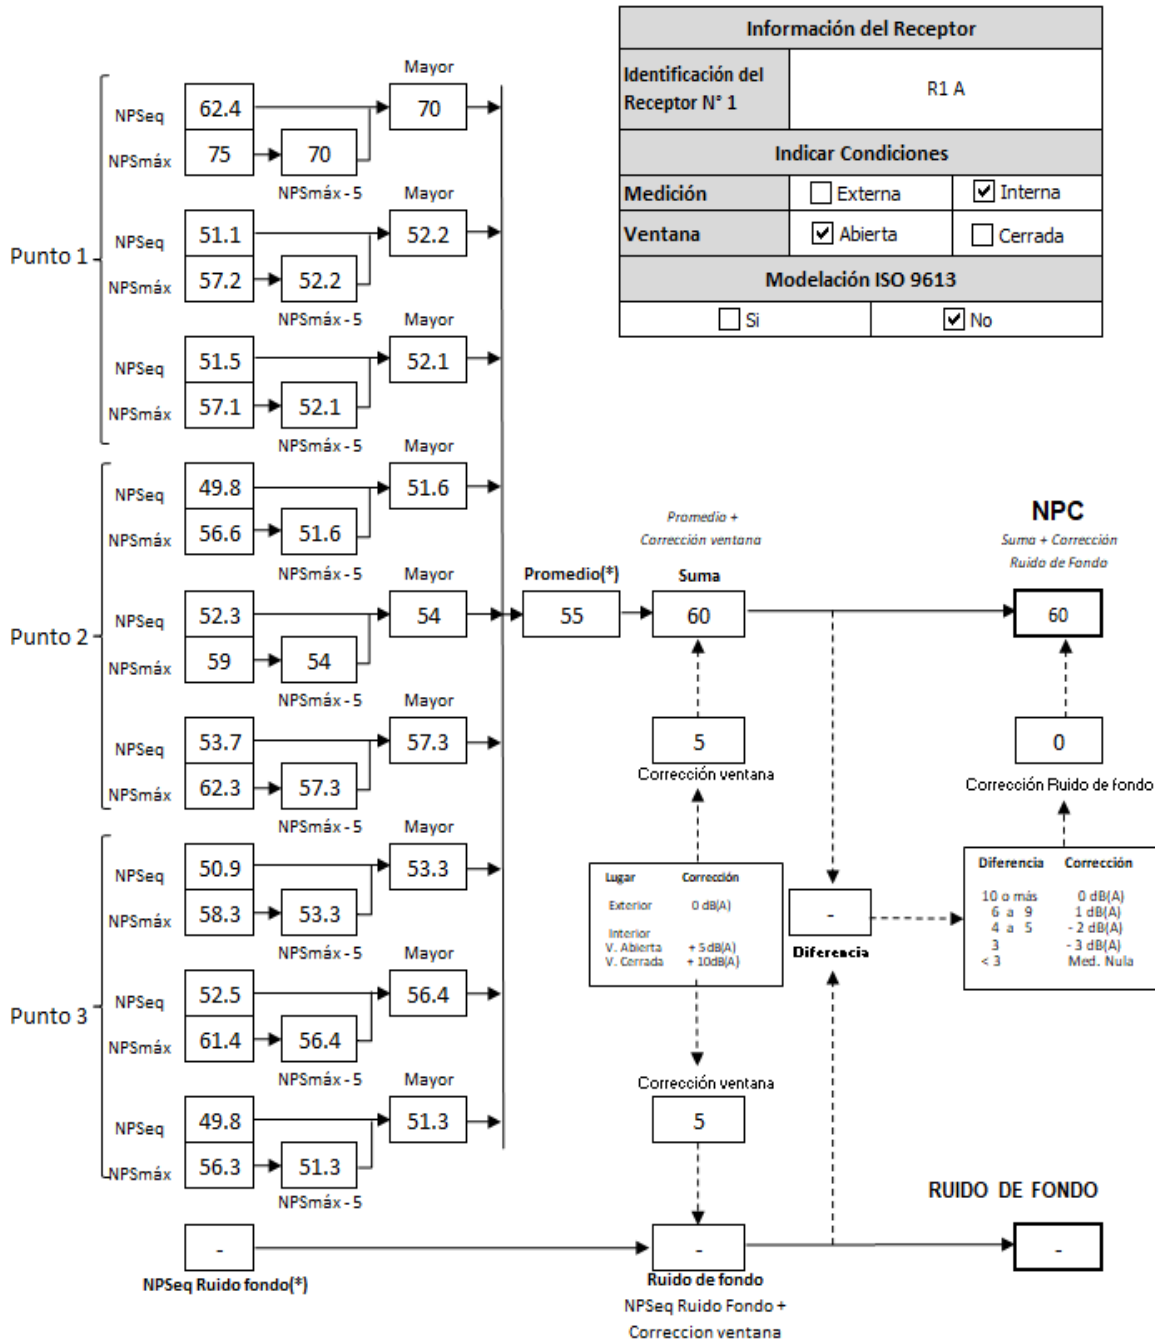 Información del Receptor
Identificación del
Receptor N° 1
R1 A
Indicar Condiciones
Medición
Externa
Interna
Ventana
Abierta
Cerrada
Modelación ISO 9613
Si
No
Punto 1
NPSeq
62.4
NPSmáx
75
70
NPSmáx - 5
Mayor
70
NPSeq
51.1
NPSmáx
57.2
52.2
NPSmáx - 5
Mayor
52.2
NPSeq
51.5
NPSmáx
57.1
52.1
NPSmáx - 5
Mayor
52.1
Punto 2
NPSeq
49.8
NPSmáx
56.6
51.6
NPSmáx - 5
Mayor
51.6
NPSeq
52.3
NPSmáx
59
54
NPSmáx - 5
Mayor
54
NPSeq
53.7
NPSmáx
62.3
57.3
NPSmáx - 5
Mayor
57.3
Punto 3
NPSeq
50.9
NPSmáx
58.3
53.3
NPSmáx - 5
Mayor
53.3
NPSeq
52.5
NPSmáx
61.4
56.4
NPSmáx - 5
Mayor
56.4
NPSeq
49.8
NPSmáx
56.3
51.3
NPSmáx - 5
Mayor
51.3
Promedio(*)
55
Promedio +
Corrección ventana
Suma
60
5
Corrección ventana
Lugar Corrección
Exterior 0 dB(A)
Interior
V. Abierta + 5 dB(A)
V. Cerrada + 10dB(A)
Corrección ventana
5
-
Diferencia
NPC
Suma + Corrección
Ruido de Fondo
60
0
Corrección Ruido de fondo
Diferencia Corrección
10 o más 0 dB(A)
6 a 9 1 dB(A)
4 a 5 - 2 dB(A)
3 - 3 dB(A)
< 3 Med. Nula
-
NPSeq Ruido fondo(*)
-
Ruido de fondo
NPSeq Ruido Fondo +
Correccion ventana
RUIDO DE FONDO
-